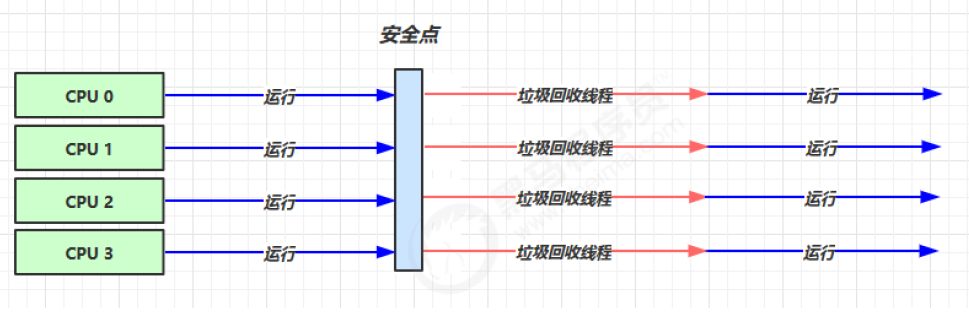 安全点
CPU 0 运行 垃圾回收线程 运行
CPU 1 运行 垃圾回收线程 运行
CPU 2 运行 垃圾回收线程 运行
CPU 3 运行 垃圾回收线程 运行